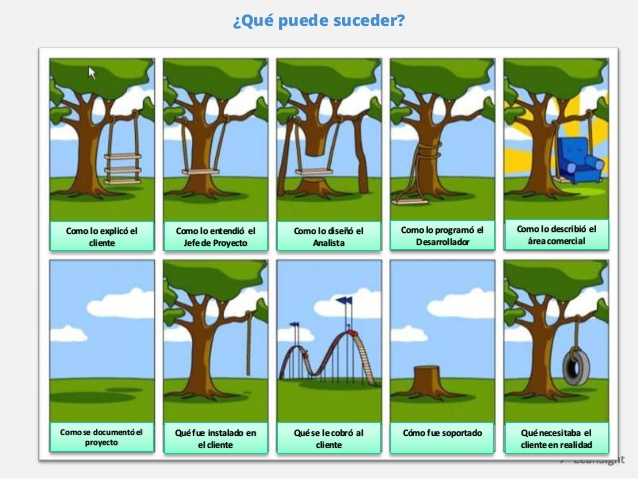 ¿Qué puede suceder?
Como lo explicó el
cliente
Como lo entendió el
Jefe de Proyecto
Como lo diseñó el
Analista
Como lo programó el
Desarrollador
Como lo describió el
área comercial
Como se documentó el
proyecto
Qué fue instalado en
el cliente
Qué se le cobró al
cliente
Cómo fue soportado
Qué necesitaba el
cliente en realidad